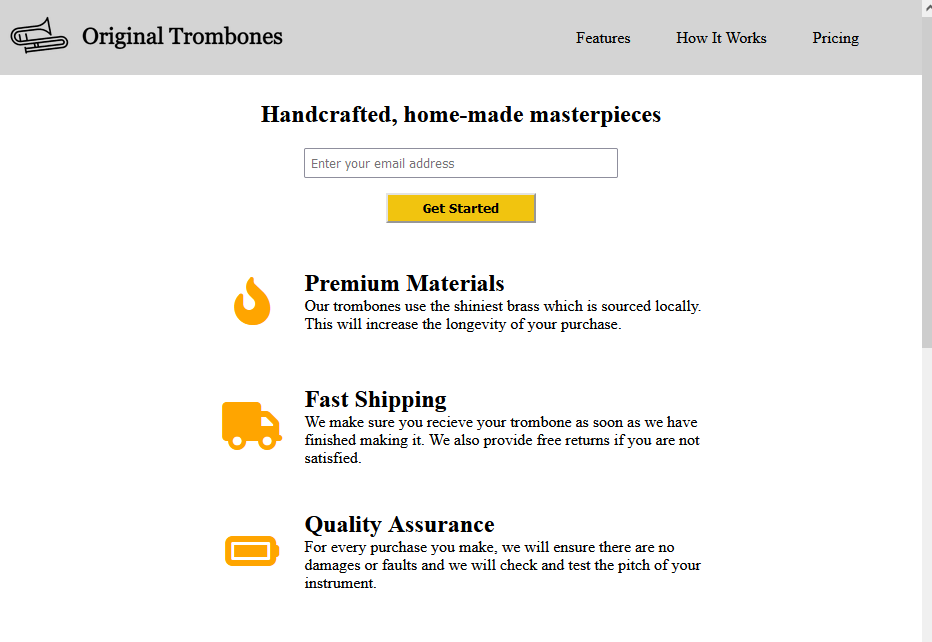 Original Trombones
Features
How It Works
Pricing
Handcrafted, home-made masterpieces
Enter your email address
Get Started
Premium Materials
Our trombones use the shiniest brass which is sourced locally.
This will increase the longevity of your purchase.
Fast Shipping
We make sure you recieve your trombone as soon as we have
finished making it. We also provide free returns if you are not
satisfied.
Quality Assurance
For every purchase you make, we will ensure there are no
damages or faults and we will check and test the pitch of your
instrument.